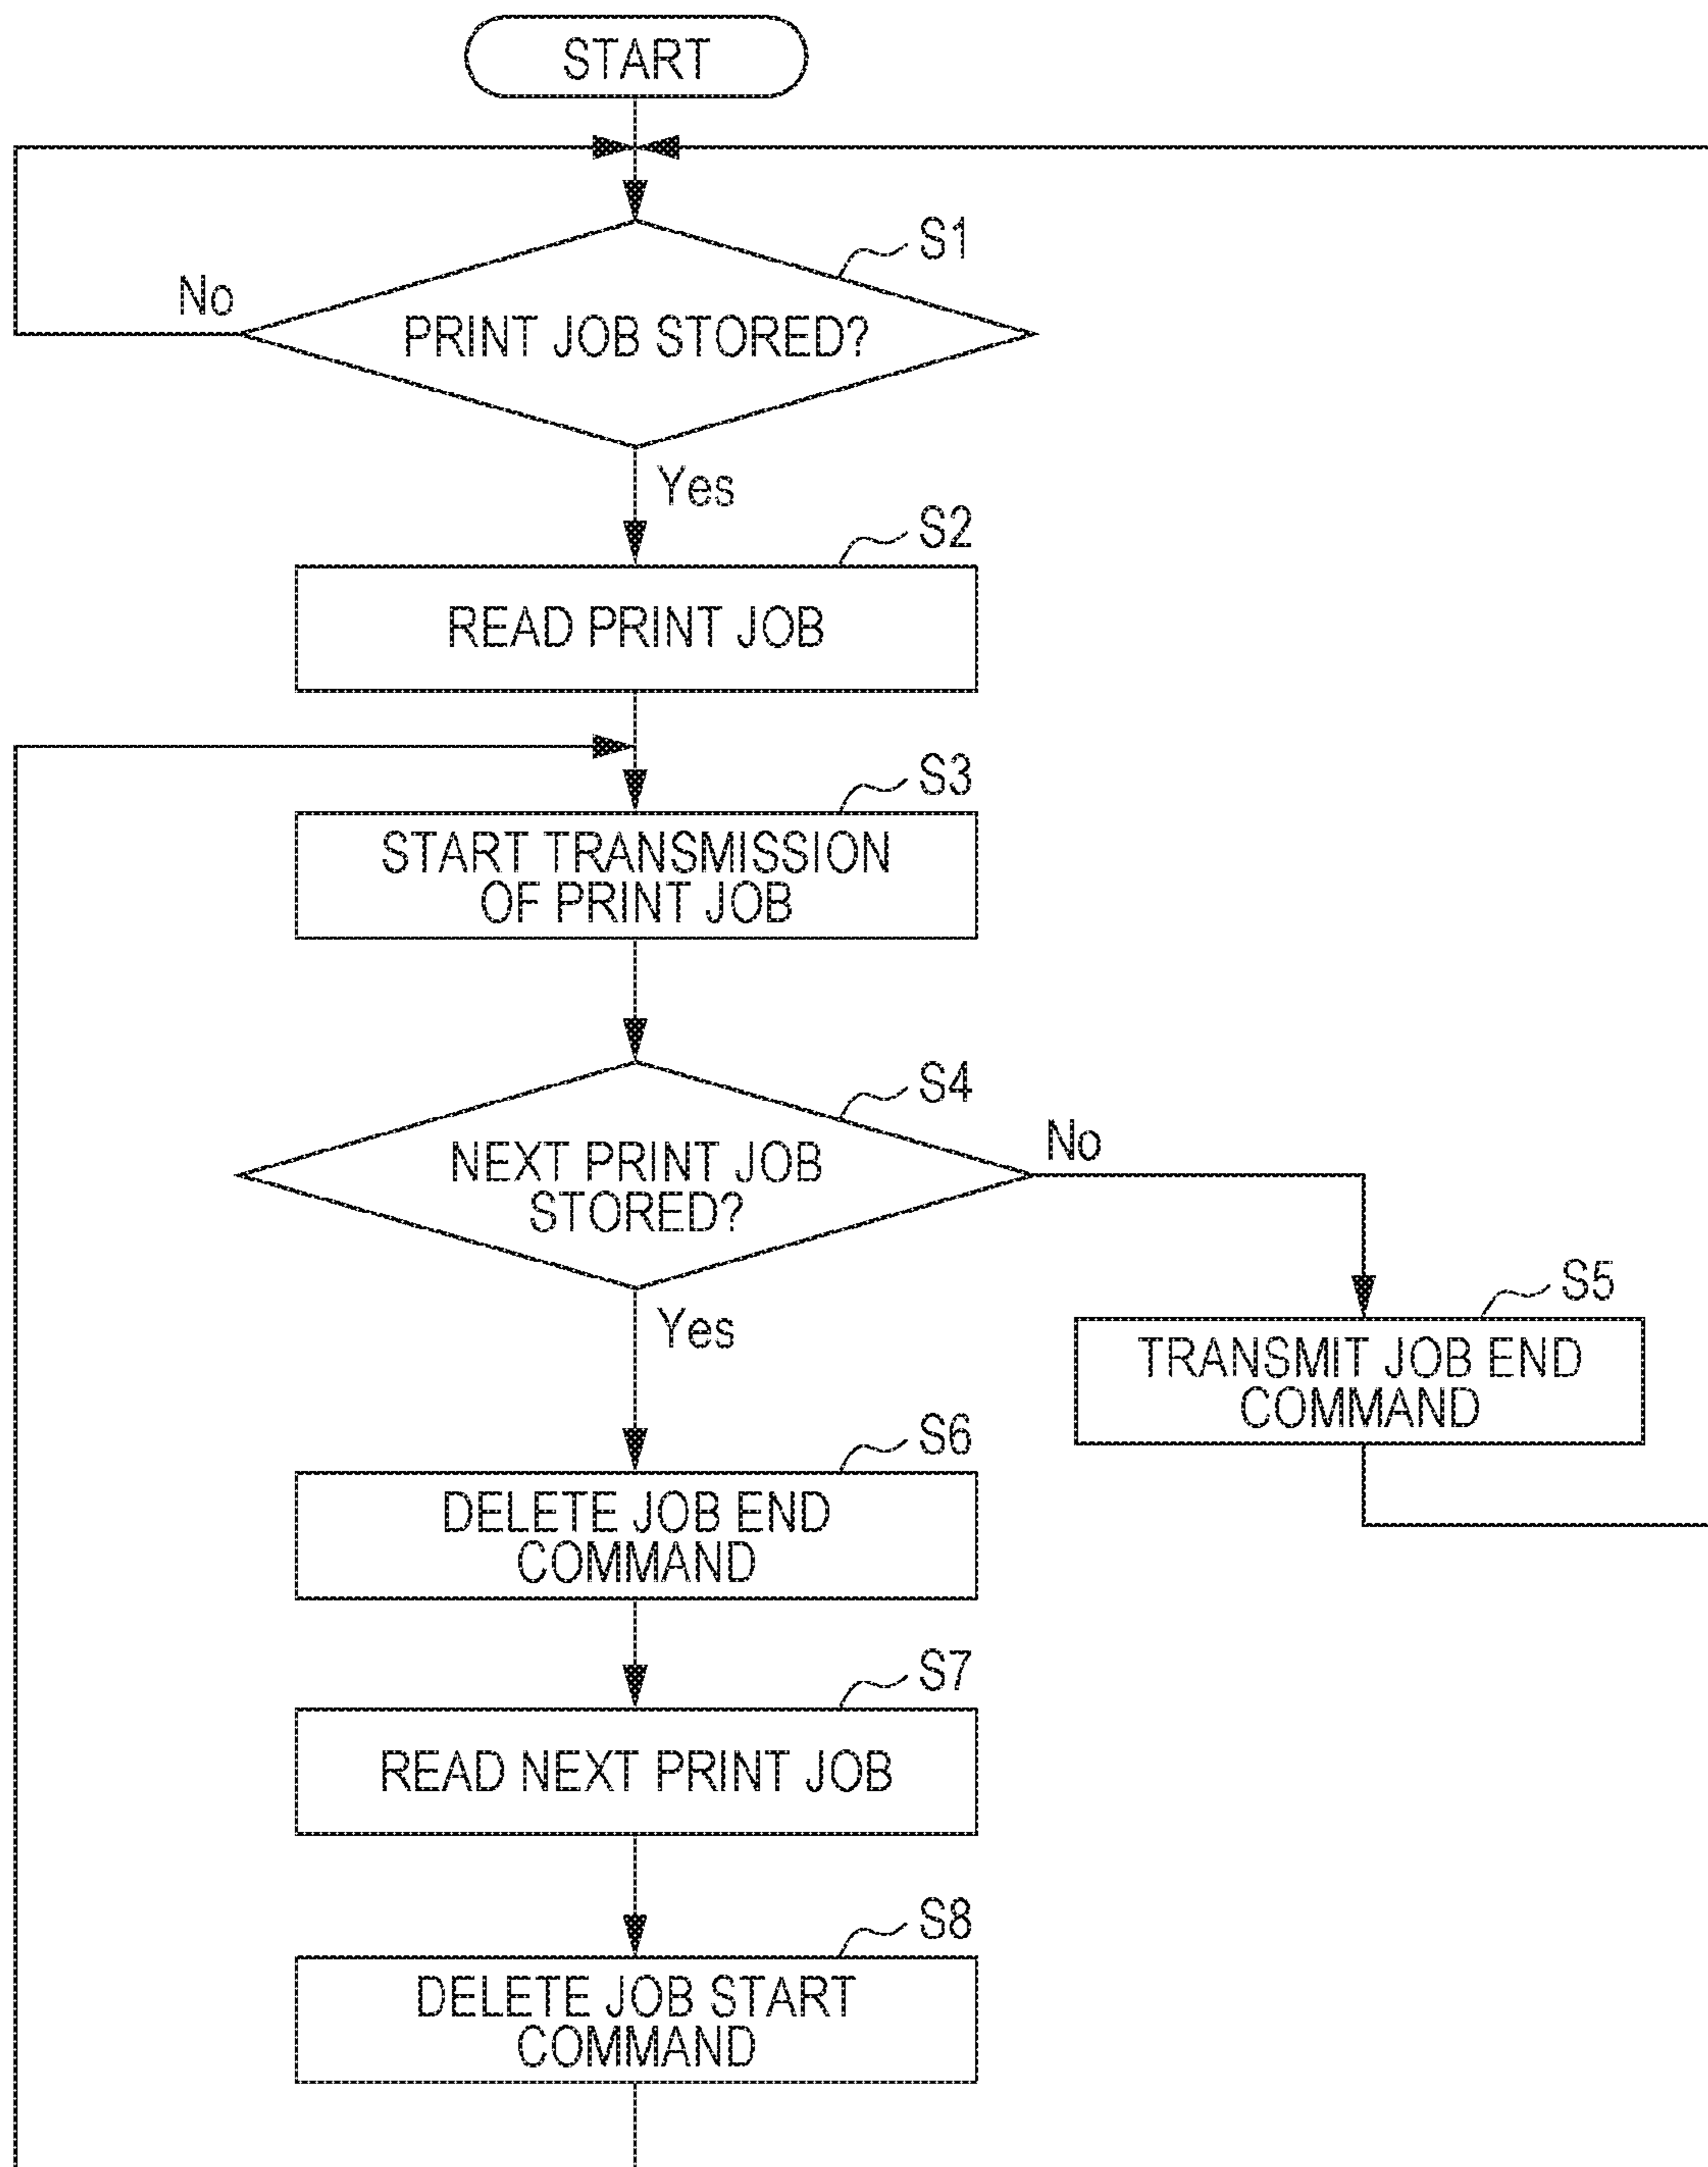 START
S1
No
PRINT JOB STORED?
Yes
S2
READ PRINT JOB
S3
START TRANSMISSION
OF PRINT JOB
S4
No
NEXT PRINT JOB
STORED?
Yes
S5
TRANSMIT JOB END
COMMAND
S6
DELETE JOB END
COMMAND
S7
READ NEXT PRINT JOB
S8
DELETE JOB START
COMMAND